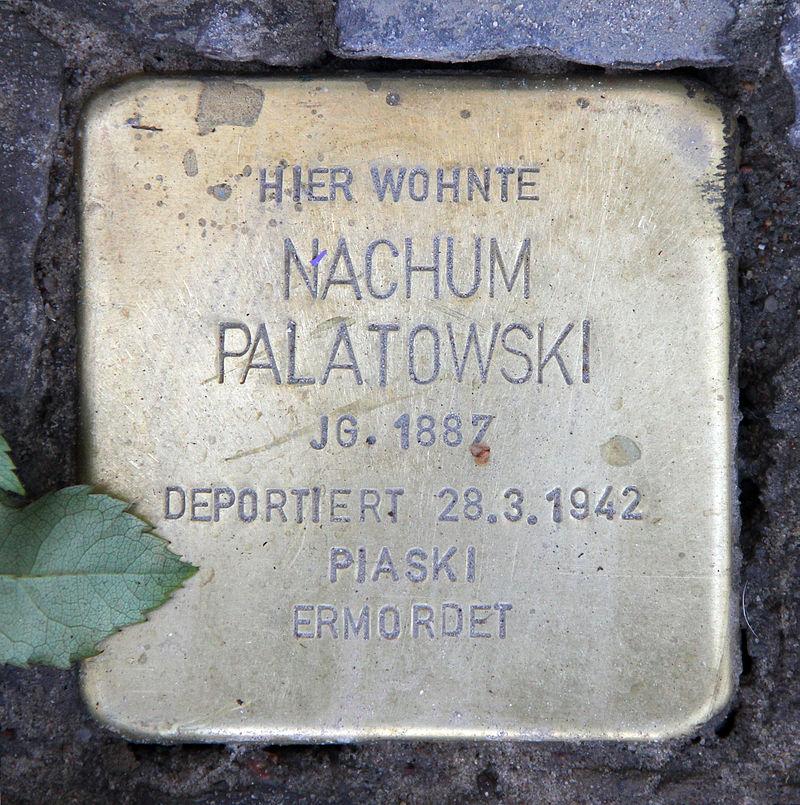 HIER WOHNTE
NACHUM
PALATOWSKI
JG. 1887
DEPORTIERT 28.3.1942
PIASKI
ERMORDET